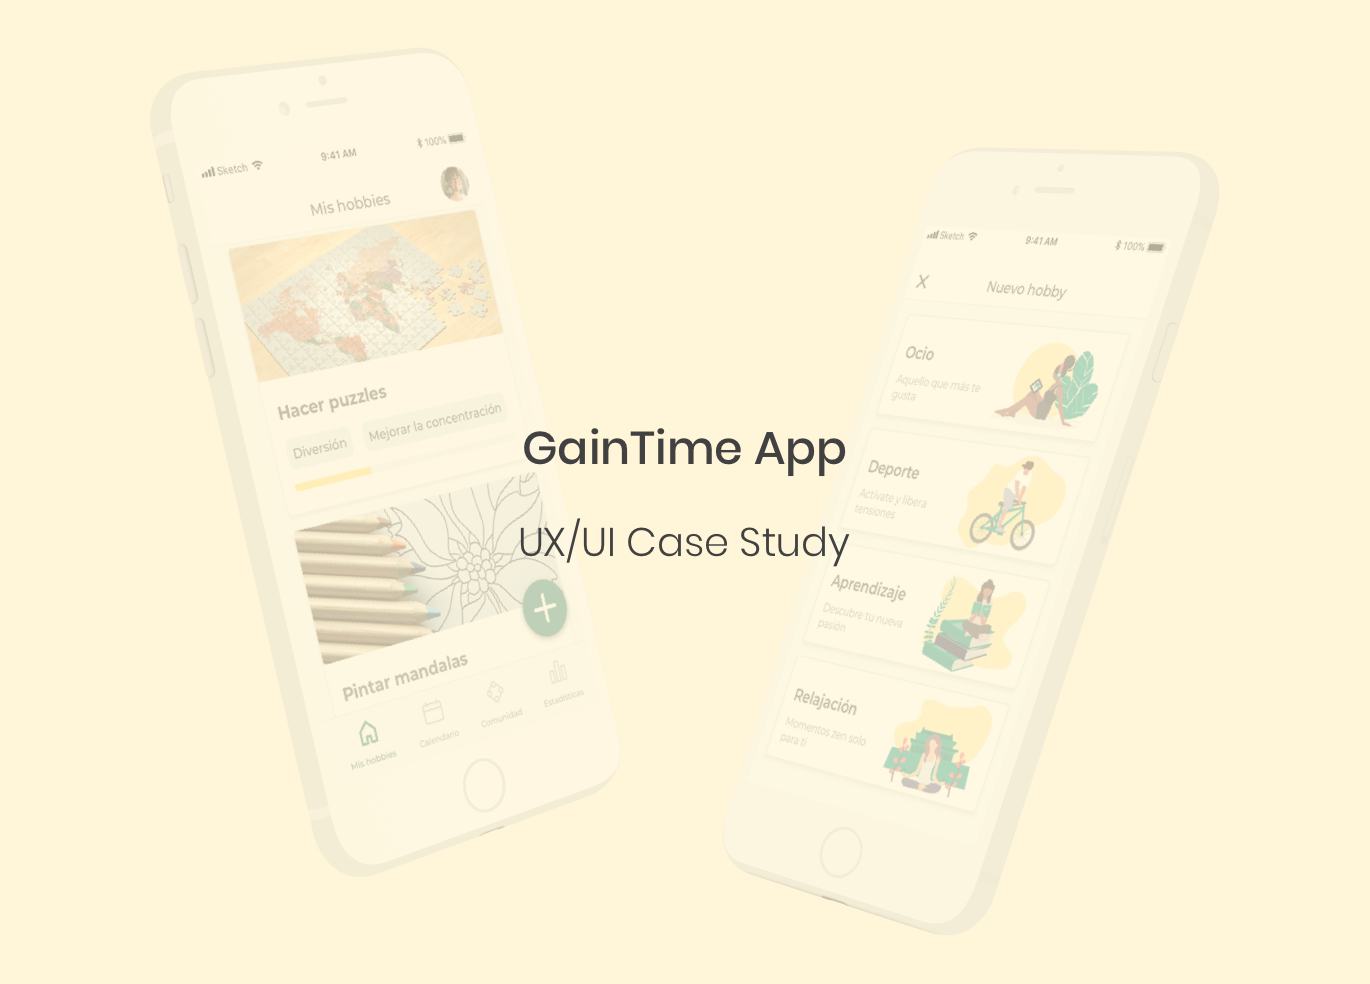 Sketch
9:41 AM
100%
Mis hobbies
Hacer puzzles
Diversión
Mejorar la concentración
Pintar mandalas
Mis hobbies
Calendario
Comunidad
Estadísticas
GainTime App
UX/UI Case Study
Sketch
9:41 AM
100%
X
Nuevo hobby
Ocio
Aquello que más te
gusta
Deporte
Actívate y libera
tensiones
Aprendizaje
Descubre tu nueva
pasión
Relajación
Momentos zen solo
para ti